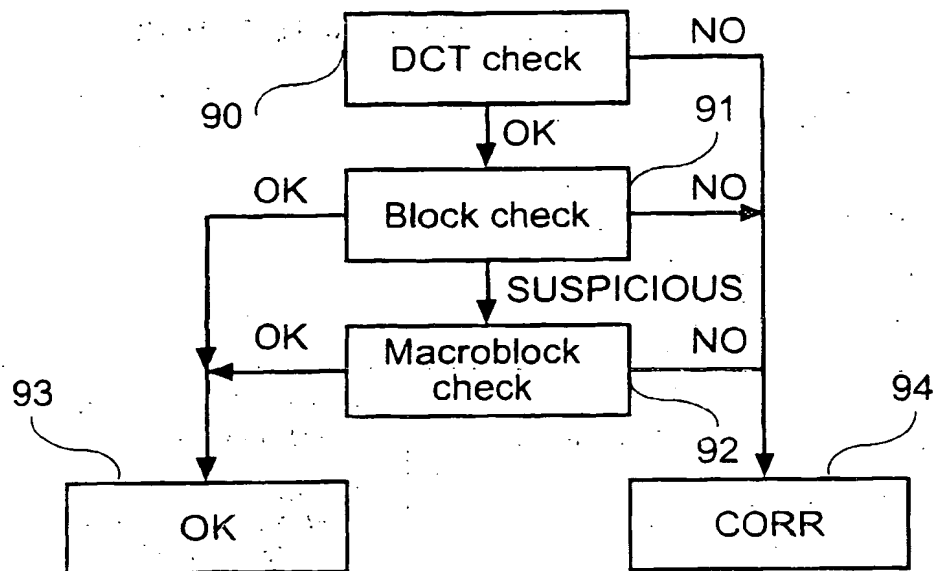 NO
DCT check
90
OK
91
OK
NO
Block check
SUSPICIOUS
OK
NO
Macroblock
check
93
94
92
OK
CORR